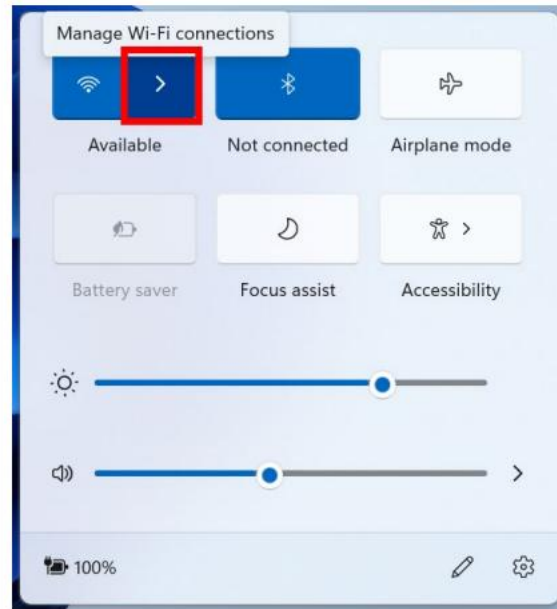 Manage Wi-Fi connections
Available
Not connected
Airplane mode
Battery saver
Focus assist
Accessibility
100%